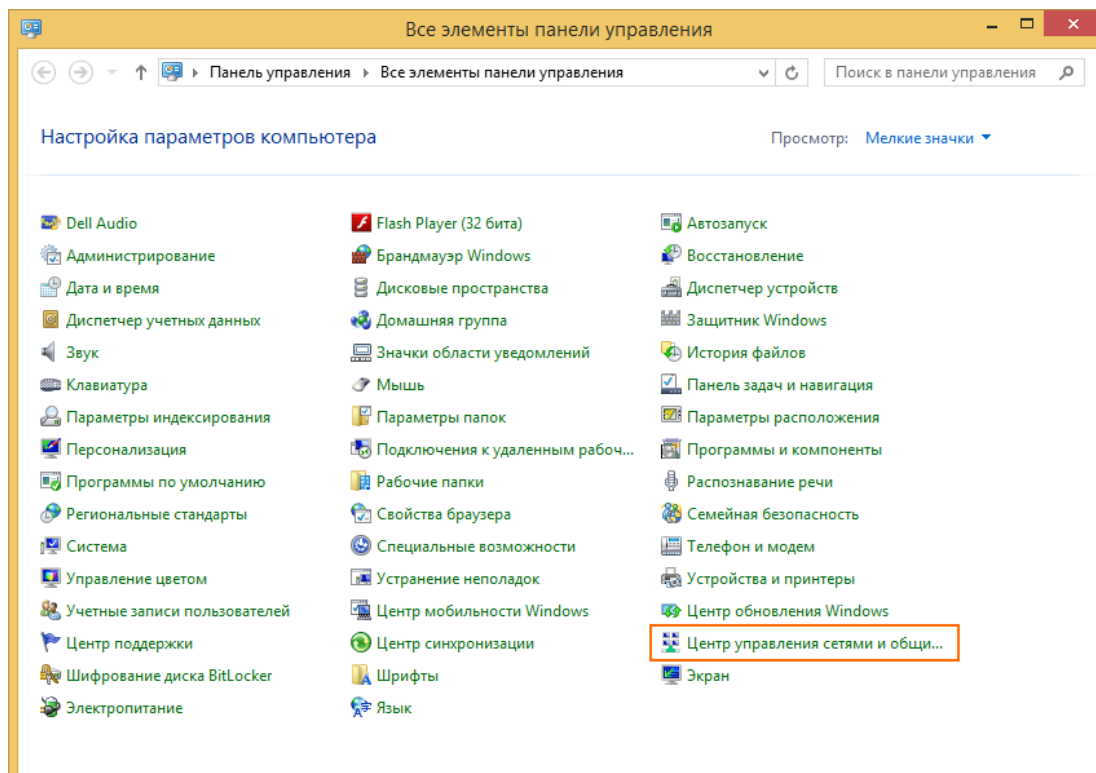 Все элементы панели управления
Панель управления Все элементы панели управления
Поиск в панели управления
Настройка параметров компьютера
Просмотр: Мелкие значки
Dell Audio
Flash Player (32 бита)
Автозапуск
Администрирование
Брандмауэр Windows
Восстановление
Дата и время
Дисковые пространства
Диспетчер устройств
Диспетчер учетных данных
Домашняя группа
Защитник Windows
Звук
Значки области уведомлений
История файлов
Клавиатура
Мышь
Панель задач и навигация
Параметры индексирования
Параметры папок
Параметры расположения
Персонализация
Подключения к удаленным рабоч...
Программы и компоненты
Программы по умолчанию
Рабочие папки
Распознавание речи
Региональные стандарты
Свойства браузера
Семейная безопасность
Система
Специальные возможности
Телефон и модем
Управление цветом
Устранение неполадок
Устройства и принтеры
Учетные записи пользователей
Центр мобильности Windows
Центр обновления Windows
Центр поддержки
Центр синхронизации
Центр управления сетями и общи...
Шифрование диска BitLocker
Шрифты
Экран
Электропитание
Язык